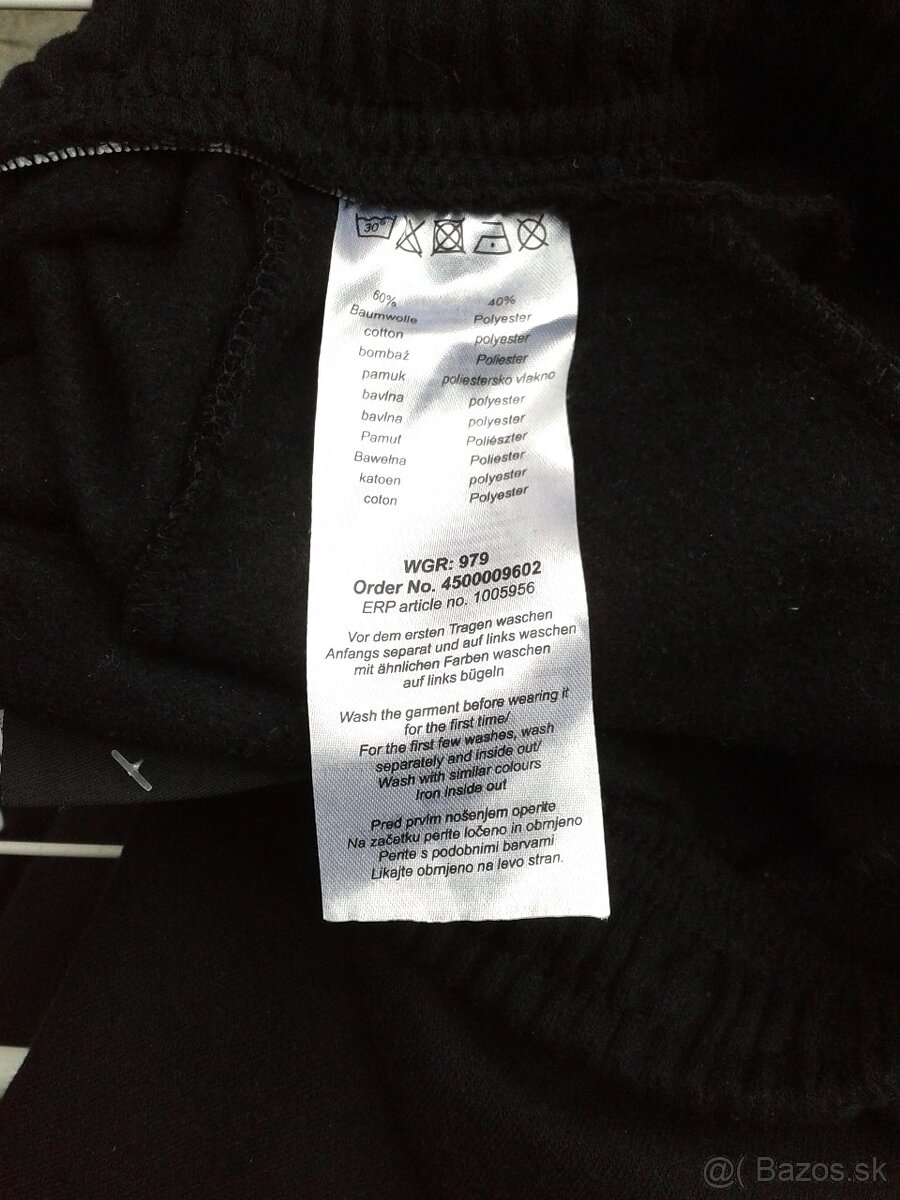 30°
60%
Baumwolle
cotton
bombaž
pamuk
bavlna
bavlna
Pamut
Bawełna
katoen
coton
40%
Polyester
polyester
Poliester
poliestersko vlakno
polyester
polyester
Poliészter
Poliester
polyester
Polyester
WGR: 979
Order No. 4500009602
ERP article no. 1005956
Vor dem ersten Tragen waschen
Anfangs separat und auf links waschen
mit ähnlichen Farben waschen
auf links bügeln
Wash the garment before wearing it
for the first time/
For the first few washes, wash
separately and inside out/
Wash with similar colours
Iron inside out
Pred prvim nošenjem operite
Na začetku perite ločeno in obrnjeno
Perite s podobnimi barvami
Likajte obrnjeno na levo stran.
@( Bazos.sk